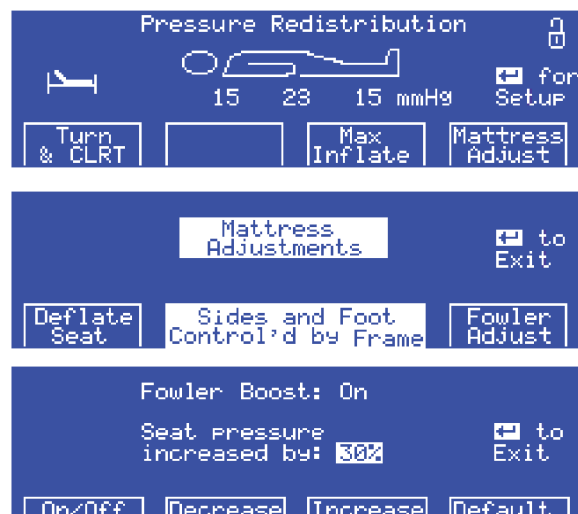 Pressure Redistribution
15 23 15 mmHg
↵ for
Setup
Turn
& CLRT
Max
Inflate
Mattress
Adjust
Mattress
Adjustments
↵ to
Exit
Deflate
Seat
Sides and Foot
Control'd by Frame
Fowler
Adjust
Fowler Boost: On
Seat pressure
increased by: 30%
↵ to
Exit
On/Off
Decrease
Increase
Default